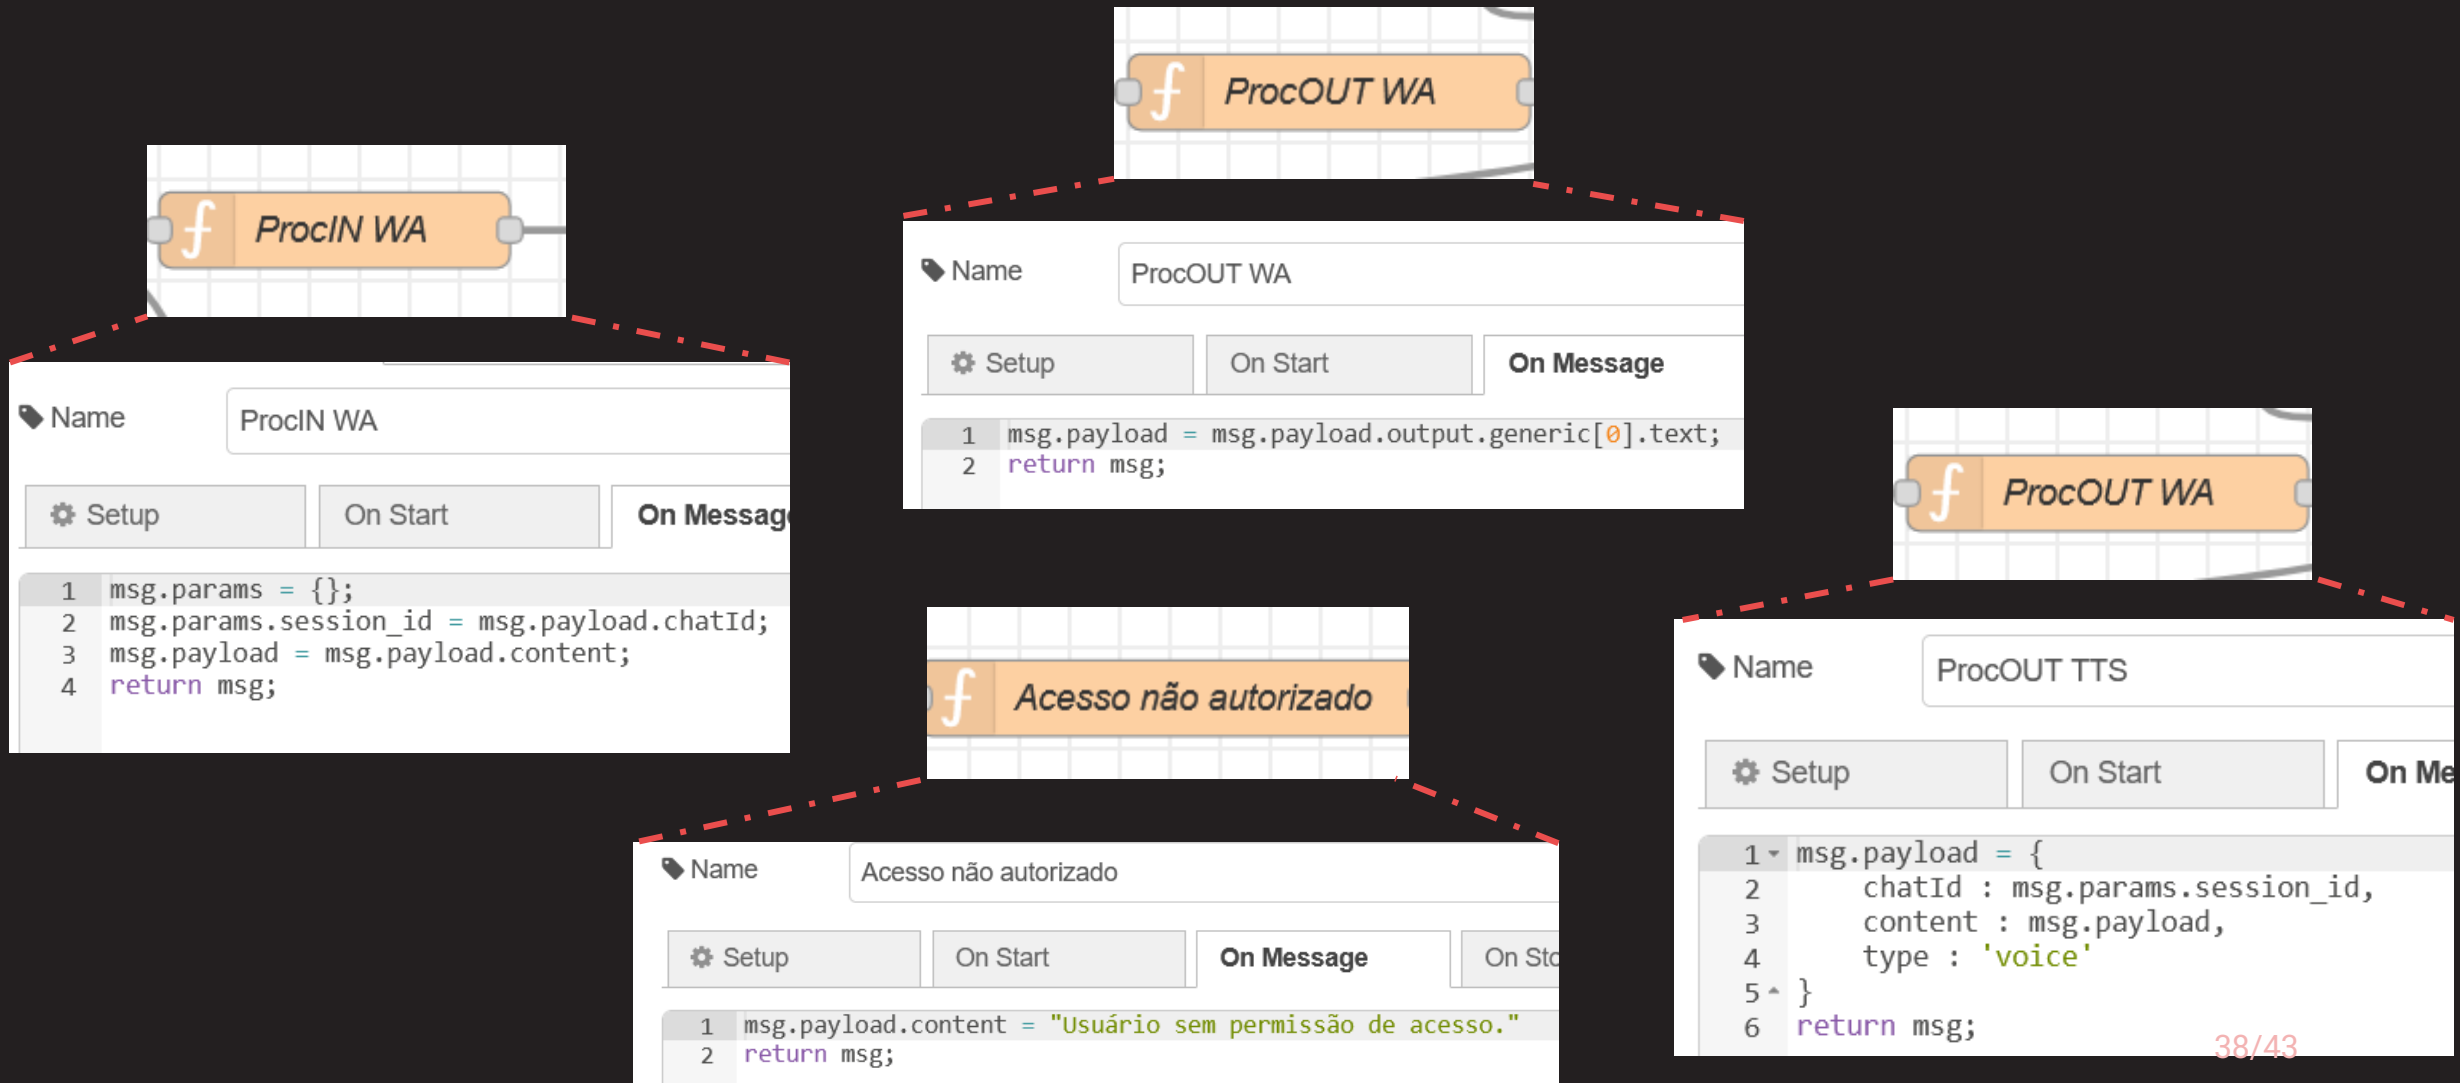 ProcOUT WA
Name ProcOUT WA
Setup On Start On Message
1 msg.payload = msg.payload.output.generic[0].text;
2 return msg;
ProcIN WA
Name ProcIN WA
Setup On Start On Messag
1 msg.params = {};
2 msg.params.session_id = msg.payload.chatId;
3 msg.payload = msg.payload.content;
4 return msg;
Acesso não autorizado
Name Acesso não autorizado
Setup On Start On Message On Sto
1 msg.payload.content = "Usuário sem permissão de acesso."
2 return msg;
ProcOUT WA
Name ProcOUT TTS
Setup On Start On Me
1 msg.payload = {
2 chatId : msg.params.session_id,
3 content : msg.payload,
4 type : 'voice'
5 }
6 return msg;
38/43